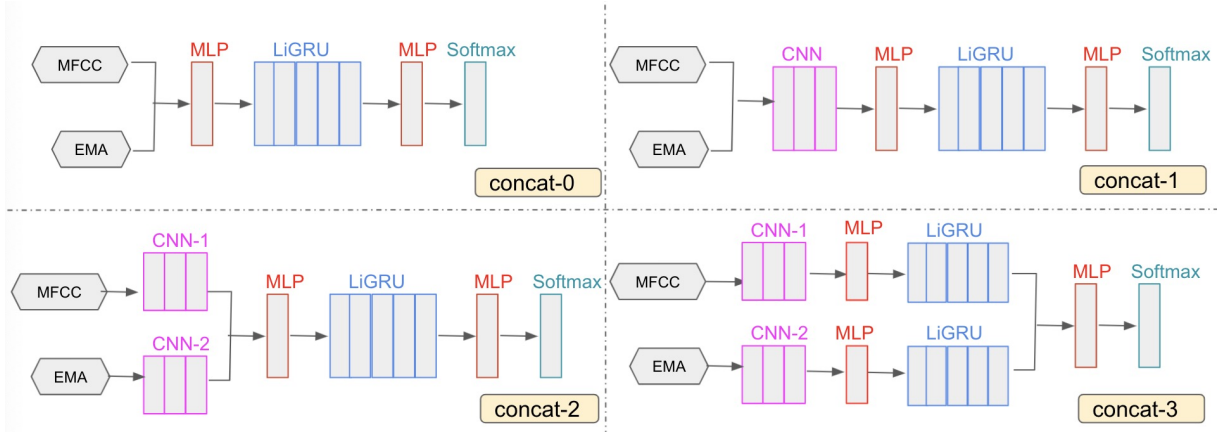 MFCC
EMA
MLP
LiGRU
MLP
Softmax
concat-0
MFCC
EMA
CNN
MLP
LiGRU
MLP
Softmax
concat-1
MFCC
EMA
CNN-1
CNN-2
MLP
LiGRU
MLP
Softmax
concat-2
MFCC
CNN-1
MLP
LiGRU
EMA
CNN-2
MLP
LiGRU
MLP
Softmax
concat-3